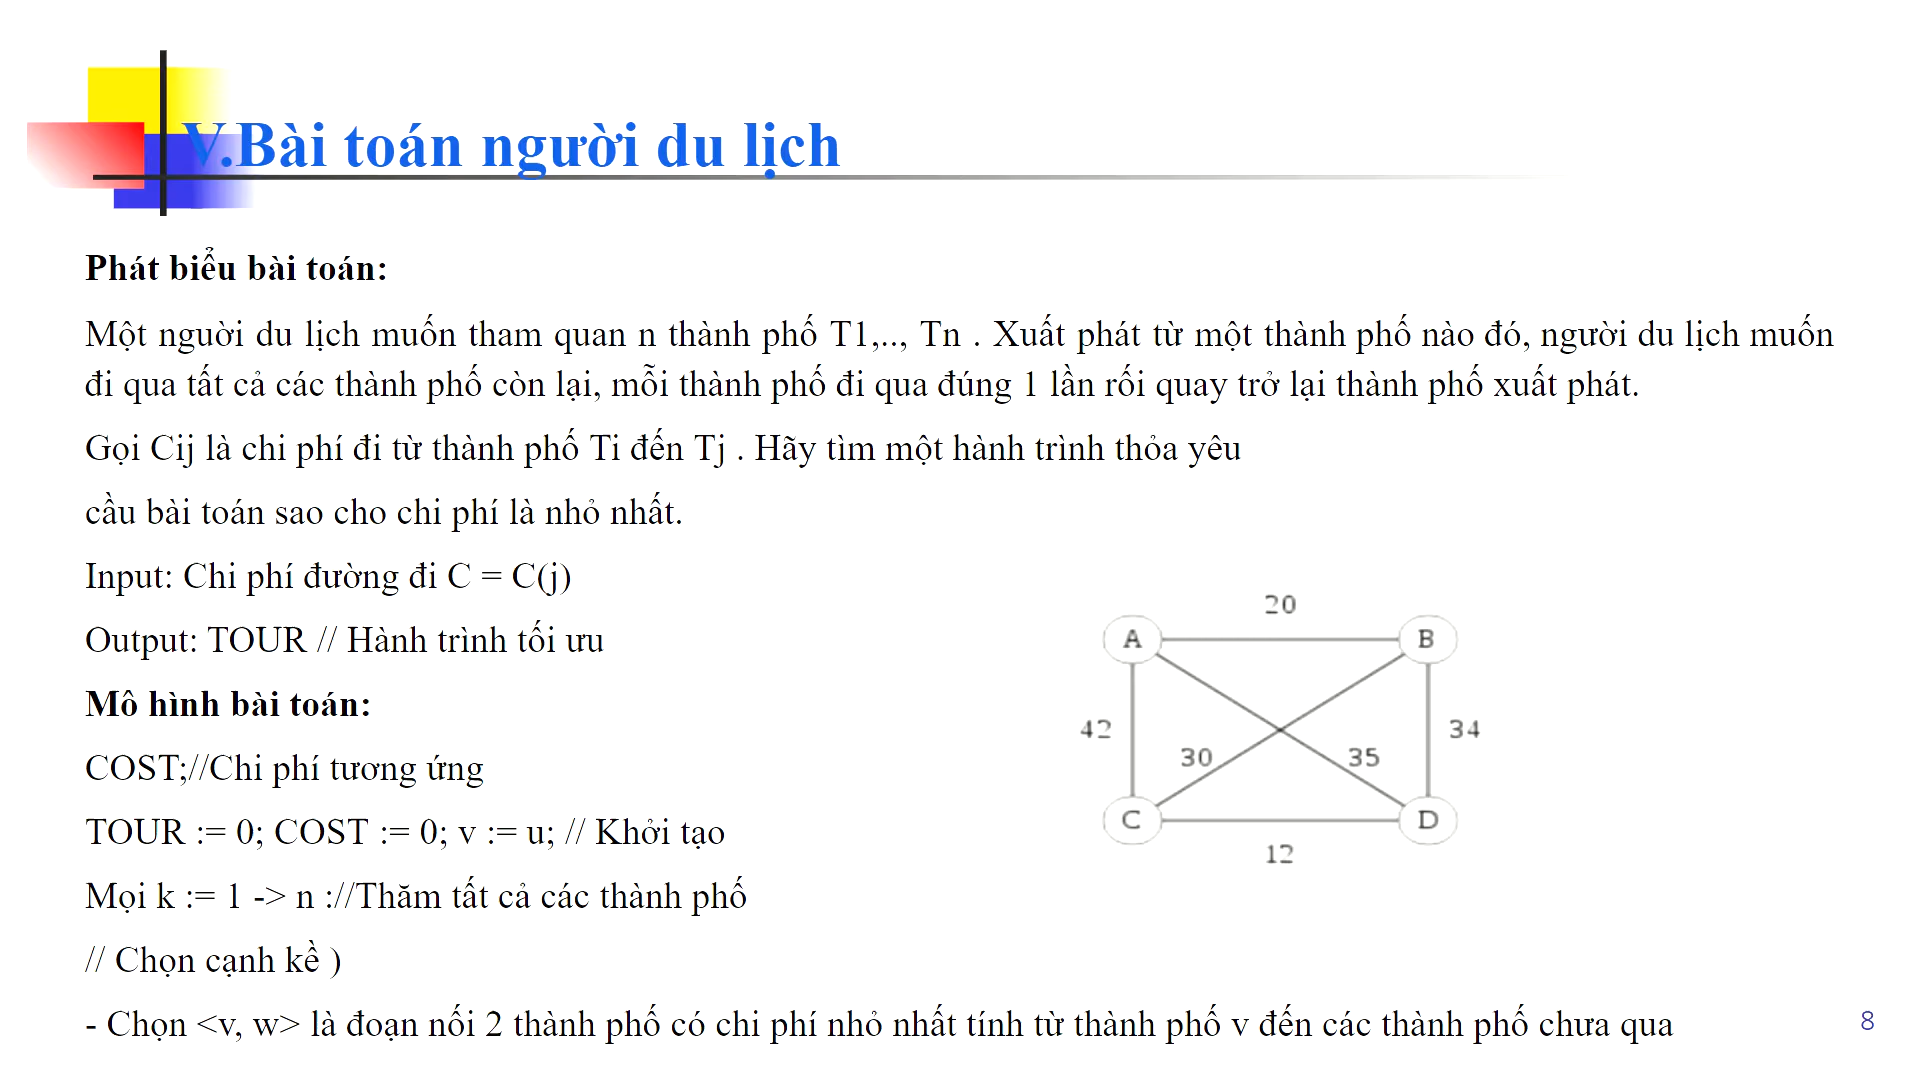 V.Bài toán người du lịch
Phát biểu bài toán:
Một người du lịch muốn tham quan n thành phố T1,.., Tn . Xuất phát từ một thành phố nào đó, người du lịch muốn
đi qua tất cả các thành phố còn lại, mỗi thành phố đi qua đúng 1 lần rối quay trở lại thành phố xuất phát.
Gọi Cij là chi phí đi từ thành phố Ti đến Tj . Hãy tìm một hành trình thỏa yêu
cầu bài toán sao cho chi phí là nhỏ nhất.
Input: Chi phí đường đi C = C(j)
Output: TOUR // Hành trình tối ưu
Mô hình bài toán:
COST;//Chi phí tương ứng
TOUR := 0; COST := 0; v := u; // Khởi tạo
Mọi k := 1 -> n ://Thăm tất cả các thành phố
// Chọn cạnh kề )
- Chọn <v, w> là đoạn nối 2 thành phố có chi phí nhỏ nhất tính từ thành phố v đến các thành phố chưa qua
20
A
B
42
30
35
34
C
D
12
8